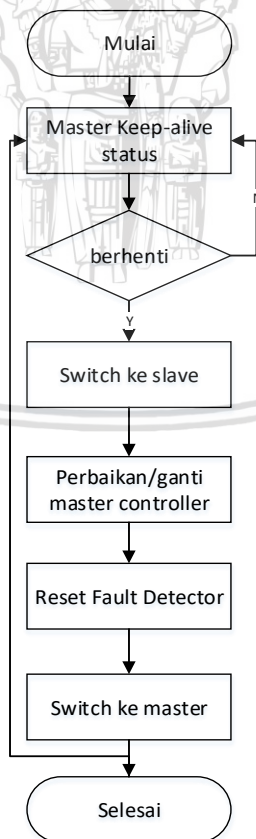 Mulai
Master Keep-alive
status
berhenti
Y
Switch ke slave
Perbaikan/ganti
master controller
Reset Fault Detector
Switch ke master
Selesai